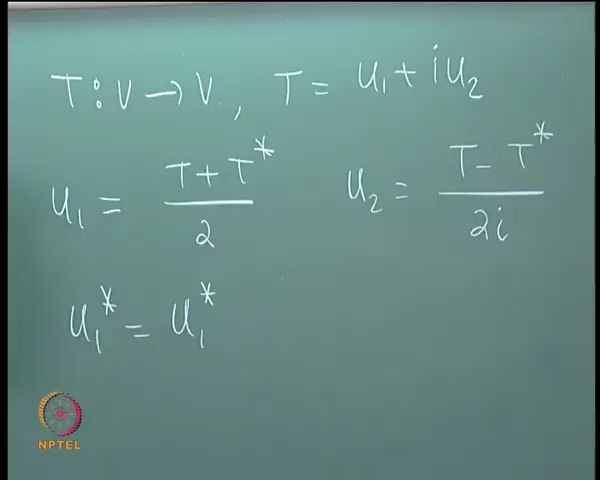 T : V → V, T = U₁ + iU₂
U₁ = (T + T*)/2 U₂ = (T - T*)/2i
U₁* = U₁*
NPTEL